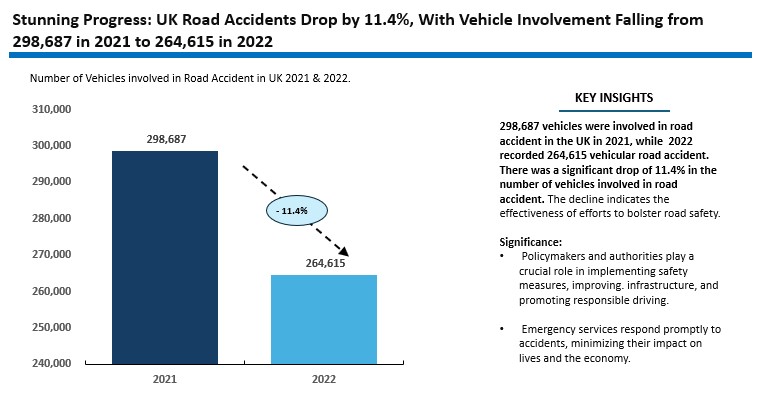 Stunning Progress: UK Road Accidents Drop by 11.4%, With Vehicle Involvement Falling from
298,687 in 2021 to 264,615 in 2022
Number of Vehicles involved in Road Accident in UK 2021 & 2022.
310,000
300,000
290,000
280,000
270,000
260,000
250,000
240,000
298,687
- 11.4%
264,615
2021
2022
KEY INSIGHTS
298,687 vehicles were involved in road
accident in the UK in 2021, while 2022
recorded 264,615 vehicular road accident.
There was a significant drop of 11.4% in the
number of vehicles involved in road
accident. The decline indicates the
effectiveness of efforts to bolster road safety.
Significance:
• Policymakers and authorities play a
crucial role in implementing safety
measures, improving. infrastructure, and
promoting responsible driving.
• Emergency services respond promptly to
accidents, minimizing their impact on
lives and the economy.